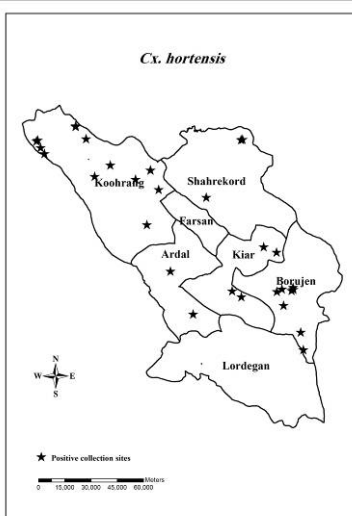 Cx. hortensis
Koohrang
Shahrekord
Farsan
Kiar
Ardal
Borujen
Lordegan
N
W E
S
Positive collection sites
Meters
0 15,000 30,000 45,000 60,000